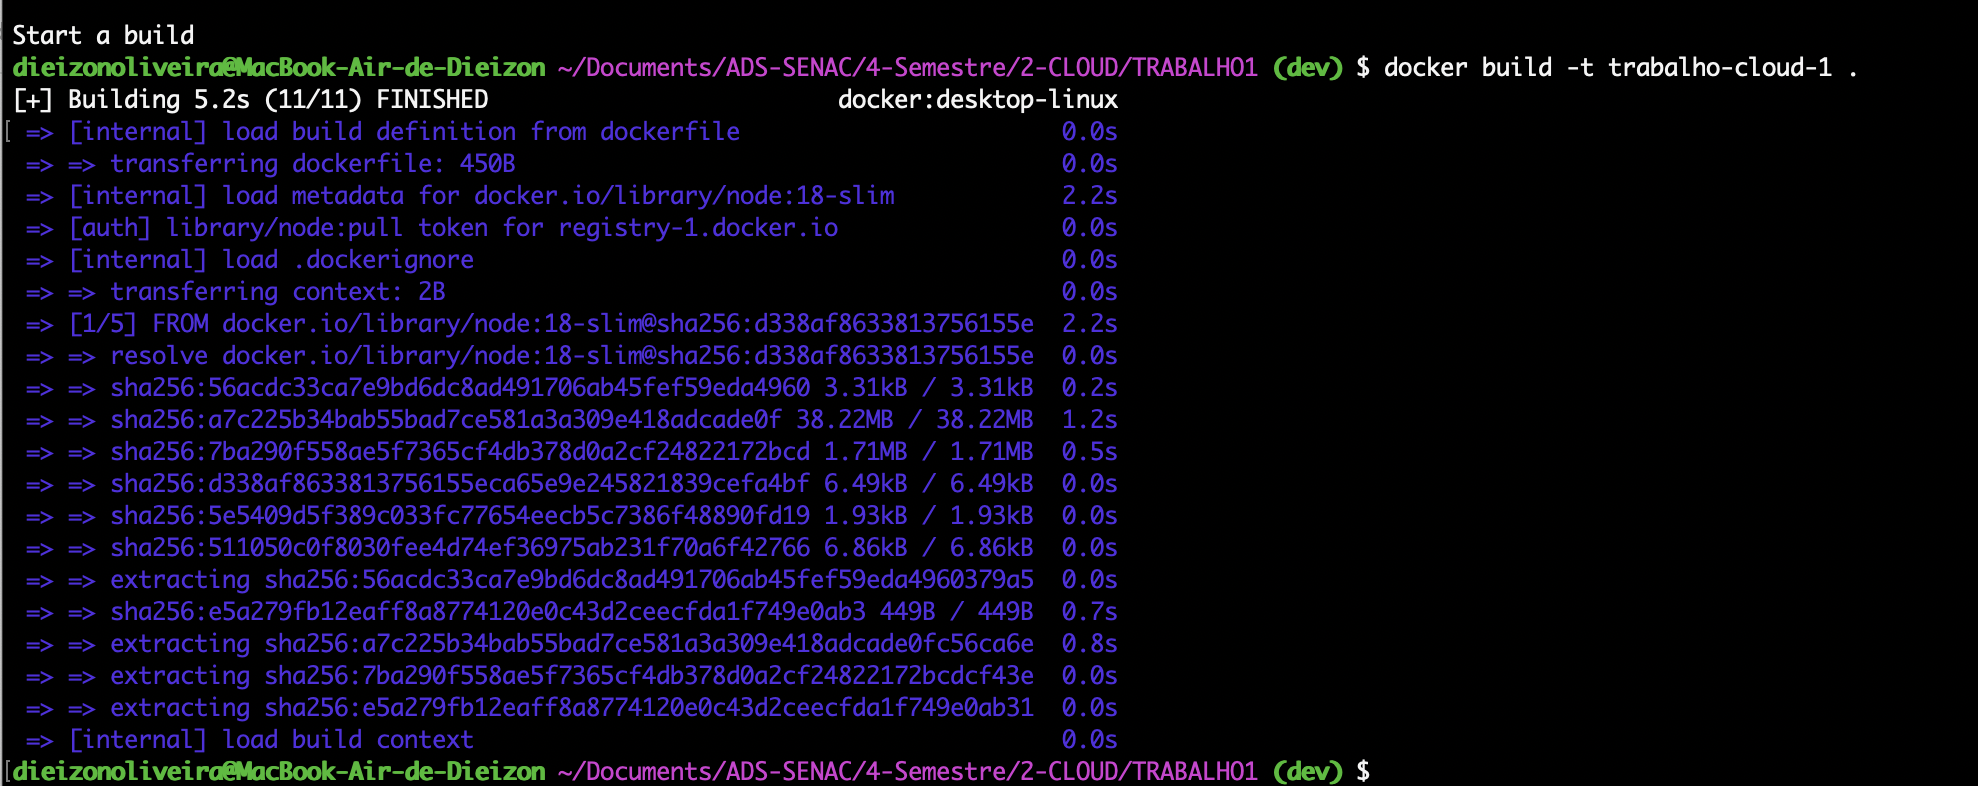 Start a build
dieizonoliveira@MacBook-Air-de-Dieizon ~/Documents/ADS-SENAC/4-Semestre/2-CLOUD/TRABALHO1 (dev) $ docker build -t trabalho-cloud-1 .
[+] Building 5.2s (11/11) FINISHED docker:desktop-linux
[ => [internal] load build definition from dockerfile 0.0s
=> => transferring dockerfile: 450B 0.0s
=> [internal] load metadata for docker.io/library/node:18-slim 2.2s
=> [auth] library/node:pull token for registry-1.docker.io 0.0s
=> [internal] load .dockerignore 0.0s
=> => transferring context: 2B 0.0s
=> [1/5] FROM docker.io/library/node:18-slim@sha256:d338af8633813756155e 2.2s
=> => resolve docker.io/library/node:18-slim@sha256:d338af8633813756155e 0.0s
=> => sha256:56acdc33ca7e9bd6dc8ad491706ab45fef59eda4960 3.31kB / 3.31kB 0.2s
=> => sha256:a7c225b34bab55bad7ce581a3a309e418adcade0f 38.22MB / 38.22MB 1.2s
=> => sha256:7ba290f558ae5f7365cf4db378d0a2cf24822172bcd 1.71MB / 1.71MB 0.5s
=> => sha256:d338af8633813756155eca65e9e245821839cefa4bf 6.49kB / 6.49kB 0.0s
=> => sha256:5e5409d5f389c033fc77654eecb5c7386f48890fd19 1.93kB / 1.93kB 0.0s
=> => sha256:511050c0f8030fee4d74ef36975ab231f70a6f42766 6.86kB / 6.86kB 0.0s
=> => extracting sha256:56acdc33ca7e9bd6dc8ad491706ab45fef59eda4960379a5 0.0s
=> => sha256:e5a279fb12eaff8a8774120e0c43d2ceecfda1f749e0ab3 449B / 449B 0.7s
=> => extracting sha256:a7c225b34bab55bad7ce581a3a309e418adcade0fc56ca6e 0.8s
=> => extracting sha256:7ba290f558ae5f7365cf4db378d0a2cf24822172bcdcf43e 0.0s
=> => extracting sha256:e5a279fb12eaff8a8774120e0c43d2ceecfda1f749e0ab31 0.0s
=> [internal] load build context 0.0s
[dieizonoliveira@MacBook-Air-de-Dieizon ~/Documents/ADS-SENAC/4-Semestre/2-CLOUD/TRABALHO1 (dev) $